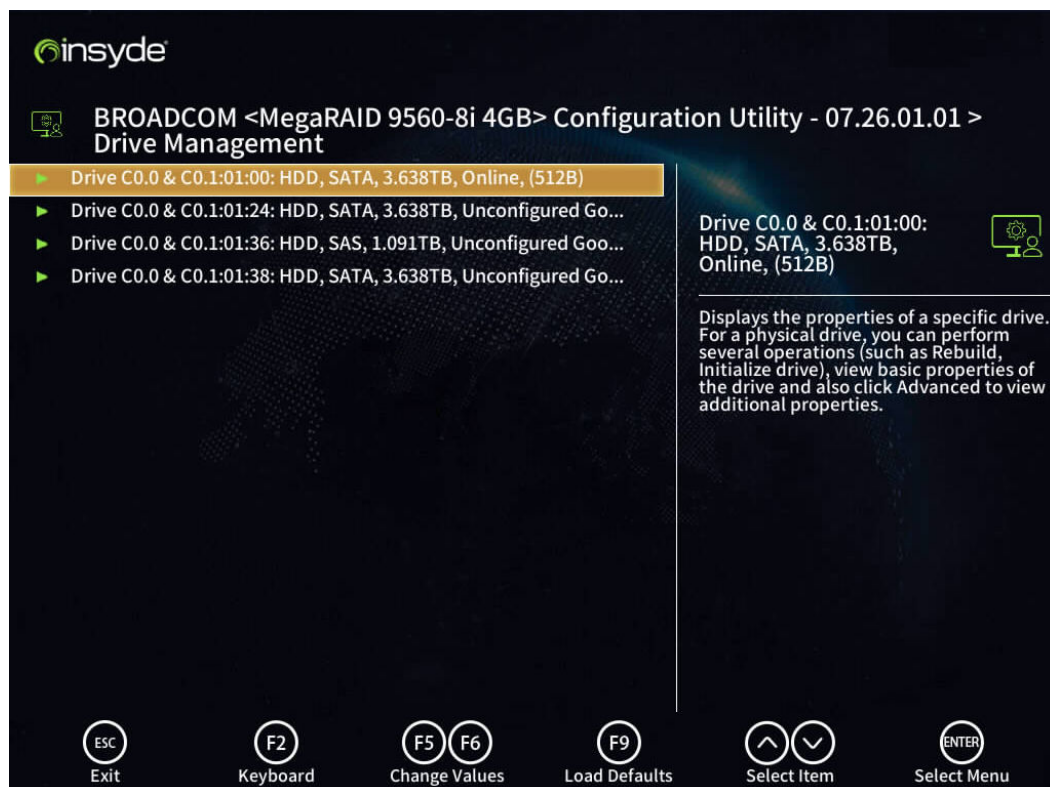 insyde
BROADCOM <MegaRAID 9560-8i 4GB> Configuration Utility - 07.26.01.01 >
Drive Management
Drive C0.0 & C0.1:01:00: HDD, SATA, 3.638TB, Online, (512B)
Drive C0.0 & C0.1:01:24: HDD, SATA, 3.638TB, Unconfigured Go...
Drive C0.0 & C0.1:01:36: HDD, SAS, 1.091TB, Unconfigured Goo...
Drive C0.0 & C0.1:01:38: HDD, SATA, 3.638TB, Unconfigured Go...
Drive C0.0 & C0.1:01:00:
HDD, SATA, 3.638TB,
Online, (512B)
Displays the properties of a specific drive.
For a physical drive, you can perform
several operations (such as Rebuild,
Initialize drive), view basic properties of
the drive and also click Advanced to view
additional properties.
ESC F2 F5 F6 F9 ENTER
Exit Keyboard Change Values Load Defaults Select Item Select Menu